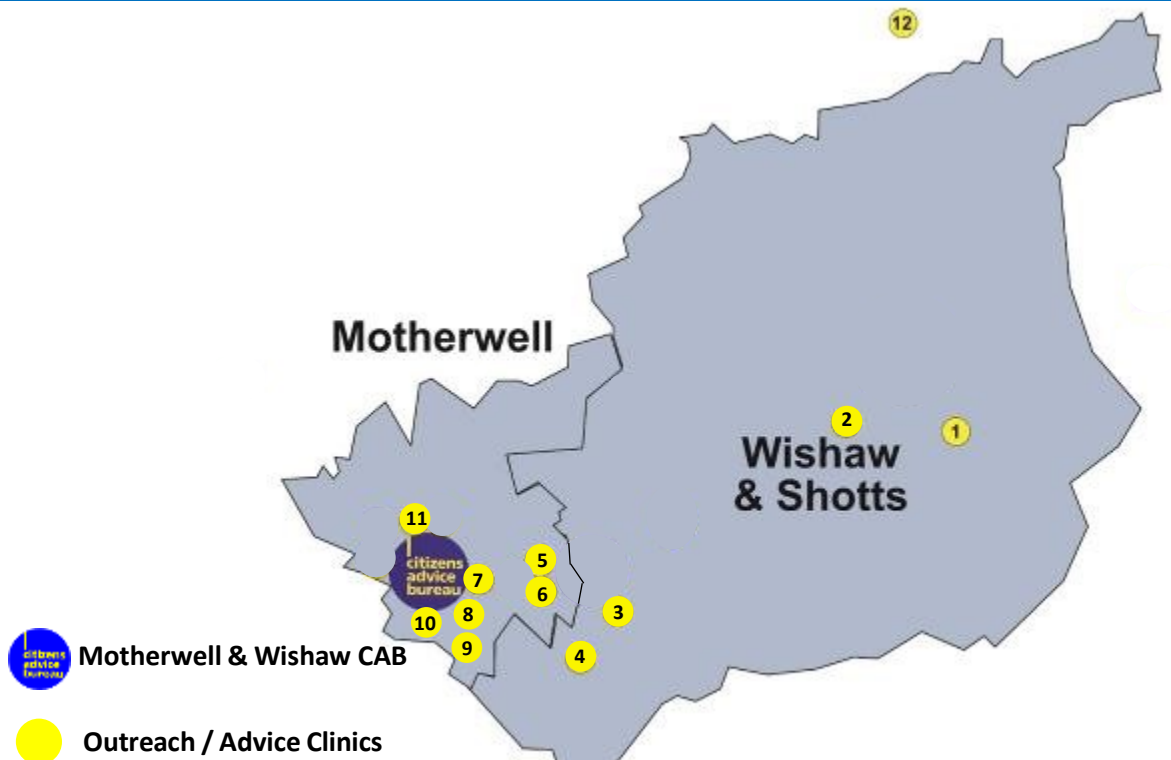 12
Motherwell
2
1
Wishaw
& Shotts
11
citizens
advice
bureau
5
7
6
3
8
10
9
4
citizens
advice
bureau
Motherwell & Wishaw CAB
Outreach / Advice Clinics